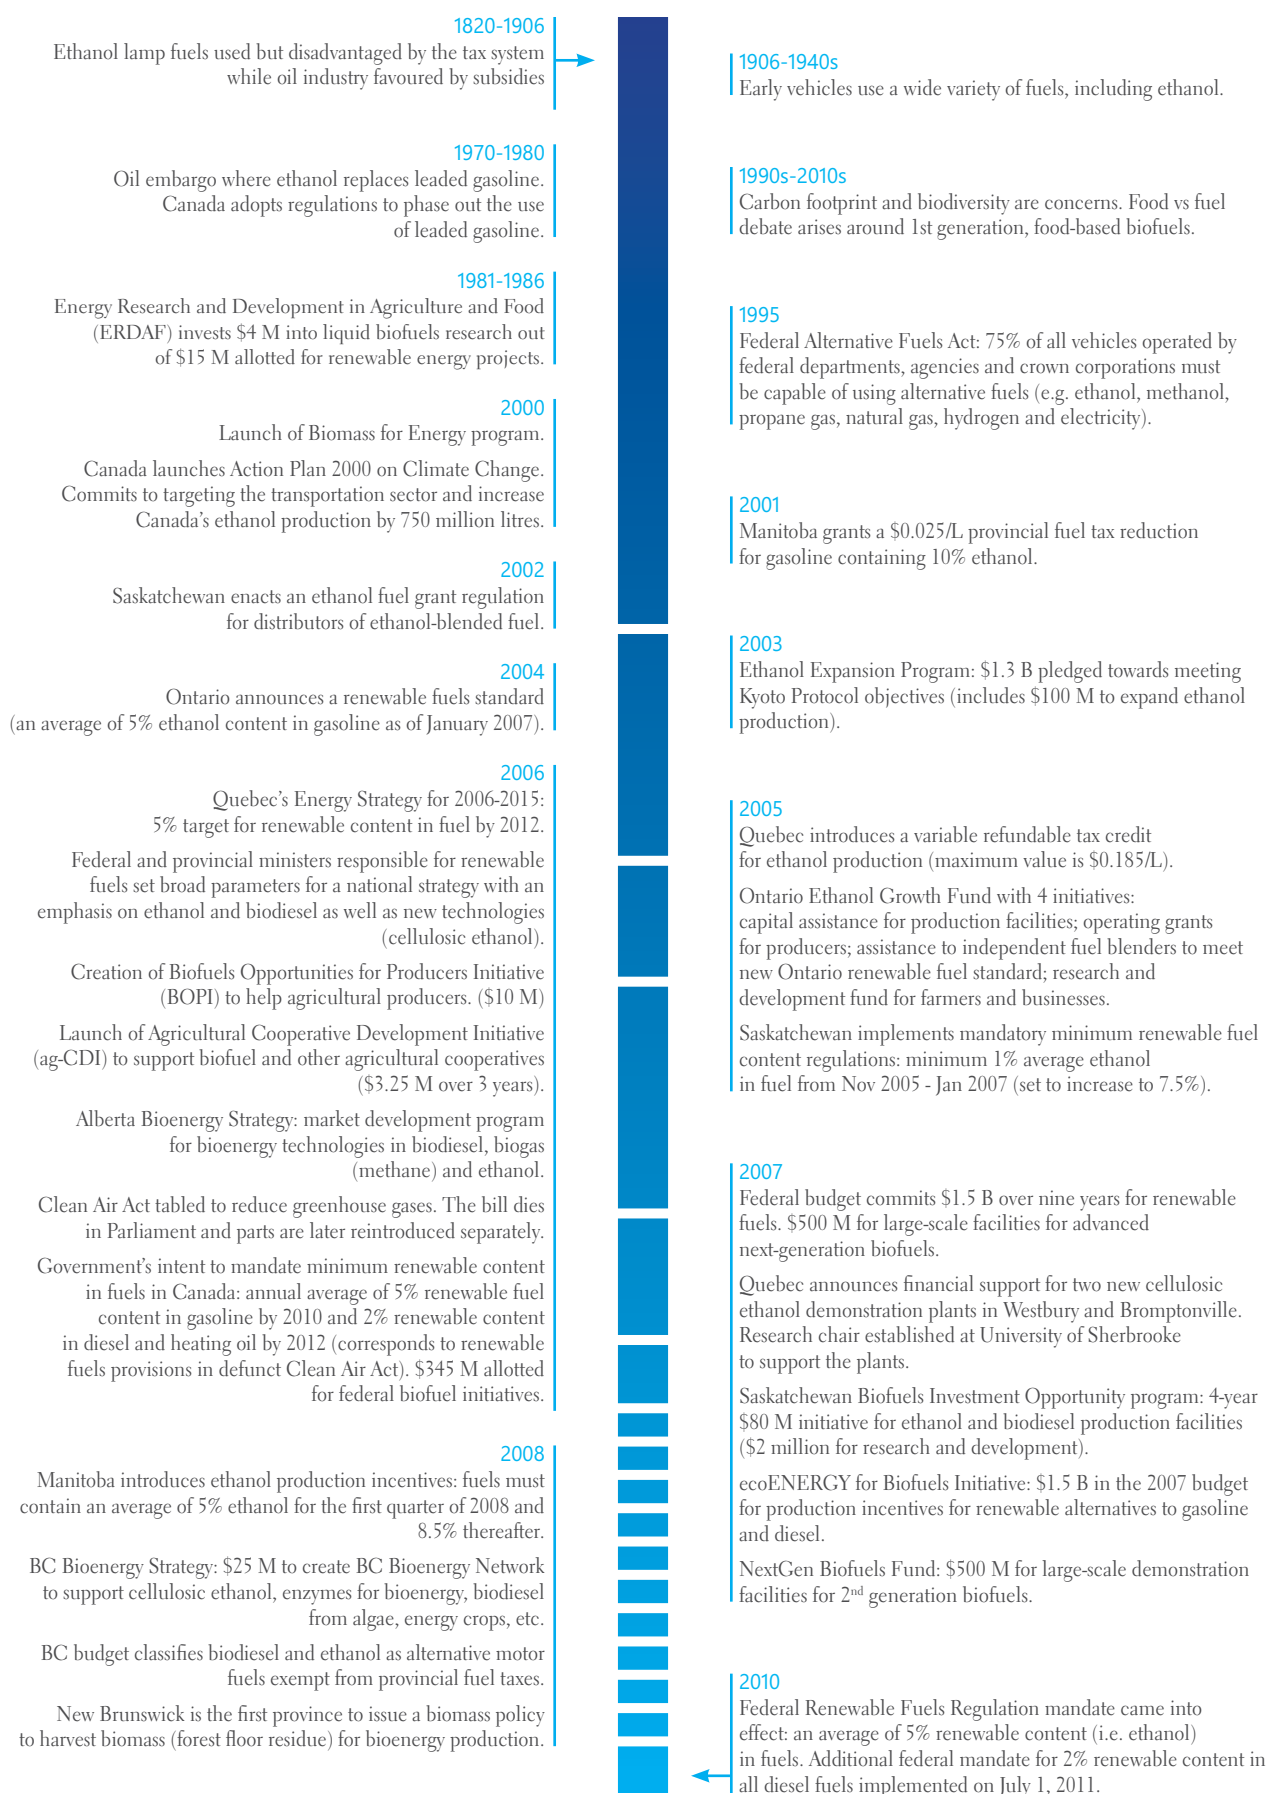 1820-1906
Ethanol lamp fuels used but disadvantaged by the tax system
while oil industry favoured by subsidies
1906-1940s
Early vehicles use a wide variety of fuels, including ethanol.
1970-1980
Oil embargo where ethanol replaces leaded gasoline.
Canada adopts regulations to phase out the use
of leaded gasoline.
1990s-2010s
Carbon footprint and biodiversity are concerns. Food vs fuel
debate arises around 1st generation, food-based biofuels.
1981-1986
Energy Research and Development in Agriculture and Food
(ERDAF) invests $4 M into liquid biofuels research out
of $15 M allotted for renewable energy projects.
1995
Federal Alternative Fuels Act: 75% of all vehicles operated by
federal departments, agencies and crown corporations must
be capable of using alternative fuels (e.g. ethanol, methanol,
propane gas, natural gas, hydrogen and electricity).
2000
Launch of Biomass for Energy program.
Canada launches Action Plan 2000 on Climate Change.
Commits to targeting the transportation sector and increase
Canada's ethanol production by 750 million litres.
2001
Manitoba grants a $0.025/L provincial fuel tax reduction
for gasoline containing 10% ethanol.
2002
Saskatchewan enacts an ethanol fuel grant regulation
for distributors of ethanol-blended fuel.
2003
Ethanol Expansion Program: $1.3 B pledged towards meeting
Kyoto Protocol objectives (includes $100 M to expand ethanol
production).
2004
Ontario announces a renewable fuels standard
(an average of 5% ethanol content in gasoline as of January 2007).
2005
Quebec introduces a variable refundable tax credit
for ethanol production (maximum value is $0.185/L).
Ontario Ethanol Growth Fund with 4 initiatives:
capital assistance for production facilities; operating grants
for producers; assistance to independent fuel blenders to meet
new Ontario renewable fuel standard; research and
development fund for farmers and businesses.
Saskatchewan implements mandatory minimum renewable fuel
content regulations: minimum 1% average ethanol
in fuel from Nov 2005 - Jan 2007 (set to increase to 7.5%).
2006
Quebec's Energy Strategy for 2006-2015:
5% target for renewable content in fuel by 2012.
Federal and provincial ministers responsible for renewable
fuels set broad parameters for a national strategy with an
emphasis on ethanol and biodiesel as well as new technologies
(cellulosic ethanol).
Creation of Biofuels Opportunities for Producers Initiative
(BOPI) to help agricultural producers. ($10 M)
Launch of Agricultural Cooperative Development Initiative
(ag-CDI) to support biofuel and other agricultural cooperatives
($3.25 M over 3 years).
Alberta Bioenergy Strategy: market development program
for bioenergy technologies in biodiesel, biogas
(methane) and ethanol.
Clean Air Act tabled to reduce greenhouse gases. The bill dies
in Parliament and parts are later reintroduced separately.
Government's intent to mandate minimum renewable content
in fuels in Canada: annual average of 5% renewable fuel
content in gasoline by 2010 and 2% renewable content
in diesel and heating oil by 2012 (corresponds to renewable
fuels provisions in defunct Clean Air Act). $345 M allotted
for federal biofuel initiatives.
2007
Federal budget commits $1.5 B over nine years for renewable
fuels. $500 M for large-scale facilities for advanced
next-generation biofuels.
Quebec announces financial support for two new cellulosic
ethanol demonstration plants in Westbury and Bromptonville.
Research chair established at University of Sherbrooke
to support the plants.
Saskatchewan Biofuels Investment Opportunity program: 4-year
$80 M initiative for ethanol and biodiesel production facilities
($2 million for research and development).
ecoENERGY for Biofuels Initiative: $1.5 B in the 2007 budget
for production incentives for renewable alternatives to gasoline
and diesel.
NextGen Biofuels Fund: $500 M for large-scale demonstration
facilities for 2nd generation biofuels.
2008
Manitoba introduces ethanol production incentives: fuels must
contain an average of 5% ethanol for the first quarter of 2008 and
8.5% thereafter.
BC Bioenergy Strategy: $25 M to create BC Bioenergy Network
to support cellulosic ethanol, enzymes for bioenergy, biodiesel
from algae, energy crops, etc.
BC budget classifies biodiesel and ethanol as alternative motor
fuels exempt from provincial fuel taxes.
New Brunswick is the first province to issue a biomass policy
to harvest biomass (forest floor residue) for bioenergy production.
2010
Federal Renewable Fuels Regulation mandate came into
effect: an average of 5% renewable content (i.e. ethanol)
in fuels. Additional federal mandate for 2% renewable content in
all diesel fuels implemented on July 1, 2011.